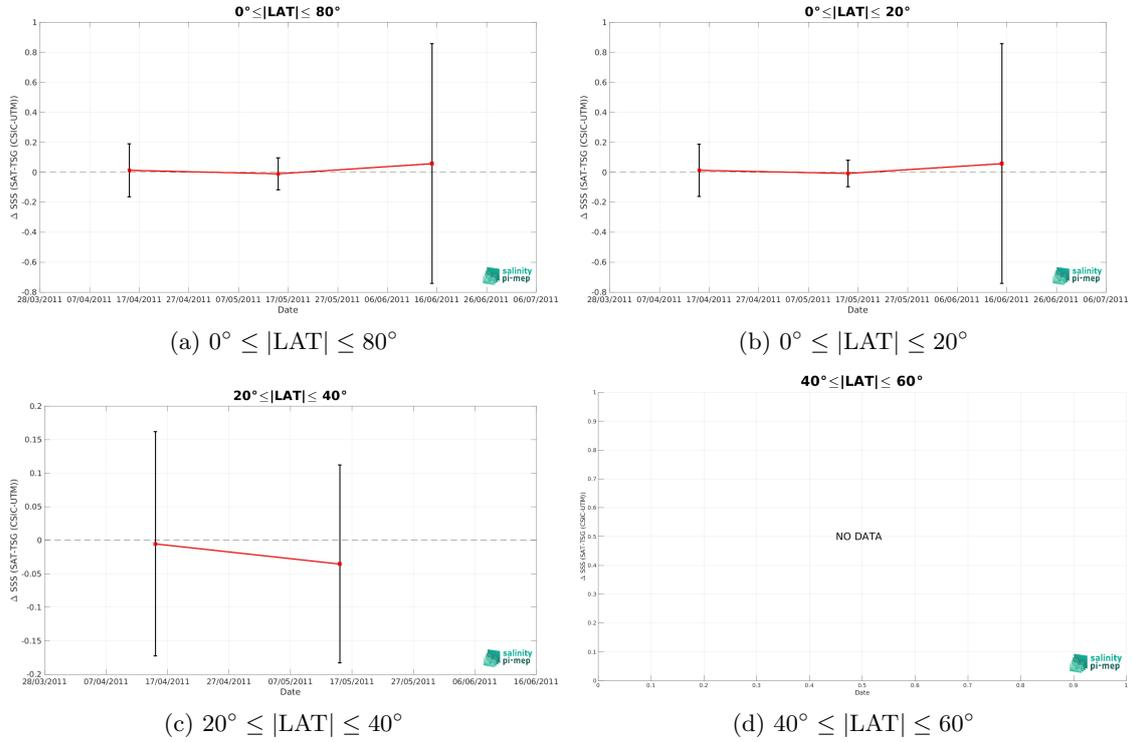 0°≤|LAT|≤ 80°
1
0.8
0.6
0.4
0.2
0
-0.2
-0.4
-0.6
-0.8
Δ SSS (SAT-TSG (CSIC-UTM))
28/03/2011 07/04/2011 17/04/2011 27/04/2011 07/05/2011 17/05/2011 27/05/2011 06/06/2011 16/06/2011 26/06/2011 06/07/2011
Date
salinity
pi-mep
(a) 0° ≤ |LAT| ≤ 80°
0°≤|LAT|≤ 20°
1
0.8
0.6
0.4
0.2
0
-0.2
-0.4
-0.6
-0.8
Δ SSS (SAT-TSG (CSIC-UTM))
28/03/2011 07/04/2011 17/04/2011 27/04/2011 07/05/2011 17/05/2011 27/05/2011 06/06/2011 16/06/2011 26/06/2011 06/07/2011
Date
salinity
pi-mep
(b) 0° ≤ |LAT| ≤ 20°
20°≤|LAT|≤ 40°
0.2
0.15
0.1
0.05
0
-0.05
-0.1
-0.15
-0.2
Δ SSS (SAT-TSG (CSIC-UTM))
28/03/2011 07/04/2011 17/04/2011 27/04/2011 07/05/2011 17/05/2011 27/05/2011 06/06/2011 16/06/2011
Date
salinity
pi-mep
(c) 20° ≤ |LAT| ≤ 40°
40°≤|LAT|≤ 60°
1
0.9
0.8
0.7
0.6
0.5
0.4
0.3
0.2
0.1
0
Δ SSS (SAT-TSG (CSIC-UTM))
NO DATA
0 0.1 0.2 0.3 0.4 0.5 0.6 0.7 0.8 0.9 1
Date
salinity
pi-mep
(d) 40° ≤ |LAT| ≤ 60°